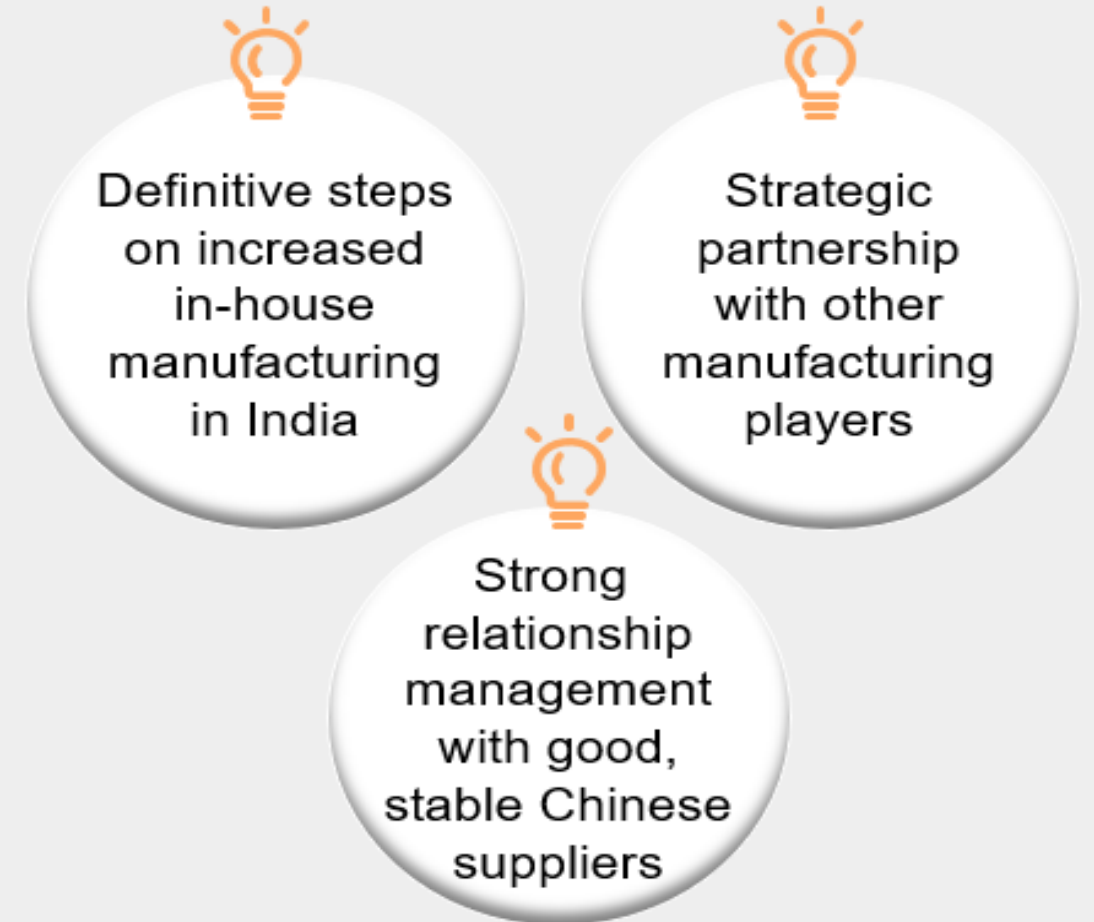 Definitive steps
on increased
in-house
manufacturing
in India
Strategic
partnership
with other
manufacturing
players
Strong
relationship
management
with good,
stable Chinese
suppliers